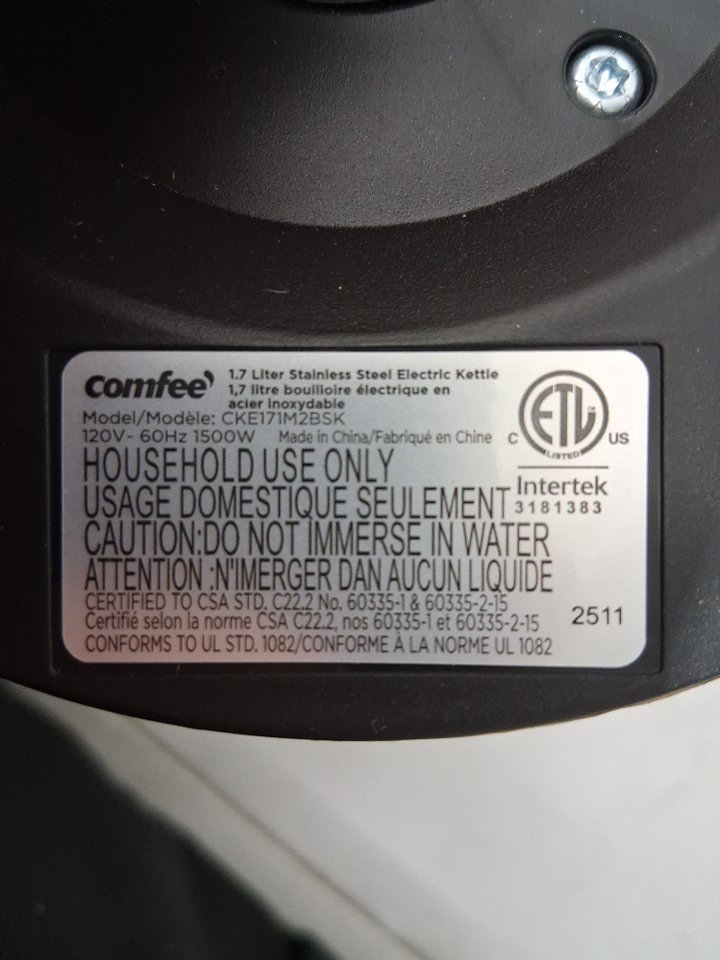 comfee'
1.7 Liter Stainless Steel Electric Kettle
1,7 litre bouilloire électrique en
acier Inoxydable
Model/Modèle: CKE171M2BSK
120V~ 60Hz 1500W Made in China/Fabriqué en Chine
HOUSEHOLD USE ONLY
USAGE DOMESTIQUE SEULEMENT
CAUTION:DO NOT IMMERSE IN WATER
ATTENTION :N'IMERGER DAN AUCUN LIQUIDE
CERTIFIED TO CSA STD. C22.2 No. 60335-1 & 60335-2-15
Certifié selon la norme CSA C22.2, nos 60335-1 et 60335-2-15
CONFORMS TO UL STD. 1082/CONFORME À LA NORME UL 1082
ETL™
LISTED
C US
Intertek
3181383
2511